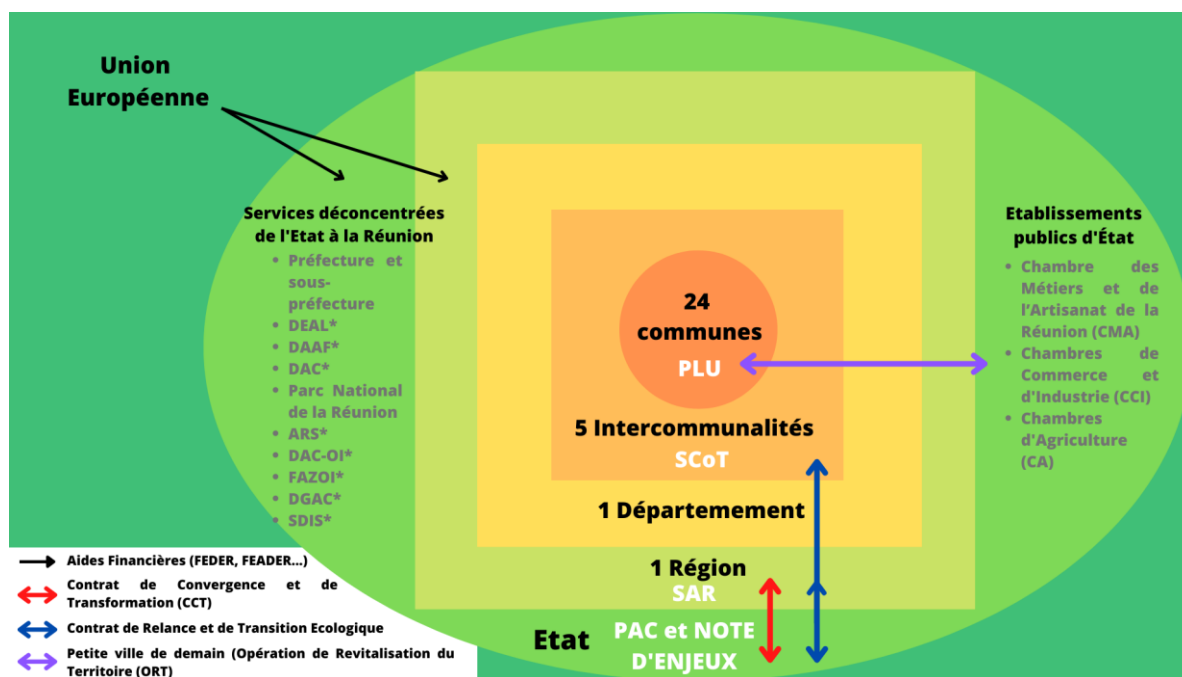 Union
Européenne
Services déconcentrées
de l'Etat à la Réunion
• Préfecture et
sous-
préfecture
• DEAL*
• DAAF*
• DAC*
• Parc National
de la Réunion
• ARS*
• DAC-OI*
• FAZOI*
• DGAC*
• SDIS*
24
communes
PLU
5 Intercommunalités
SCoT
1 Départemement
1 Région
SAR
Etat
PAC et NOTE
D'ENJEUX
Etablissements
publics d'État
• Chambre des
Métiers et de
l'Artisanat de la
Réunion (CMA)
• Chambres de
Commerce et
d'Industrie (CCI)
• Chambres
d'Agriculture
(CA)
Aides Financières (FEDER, FEADER...)
Contrat de Convergence et de
Transformation (CCT)
Contrat de Relance et de Transition Ecologique
Petite ville de demain (Opération de Revitalisation du
Territoire (ORT)